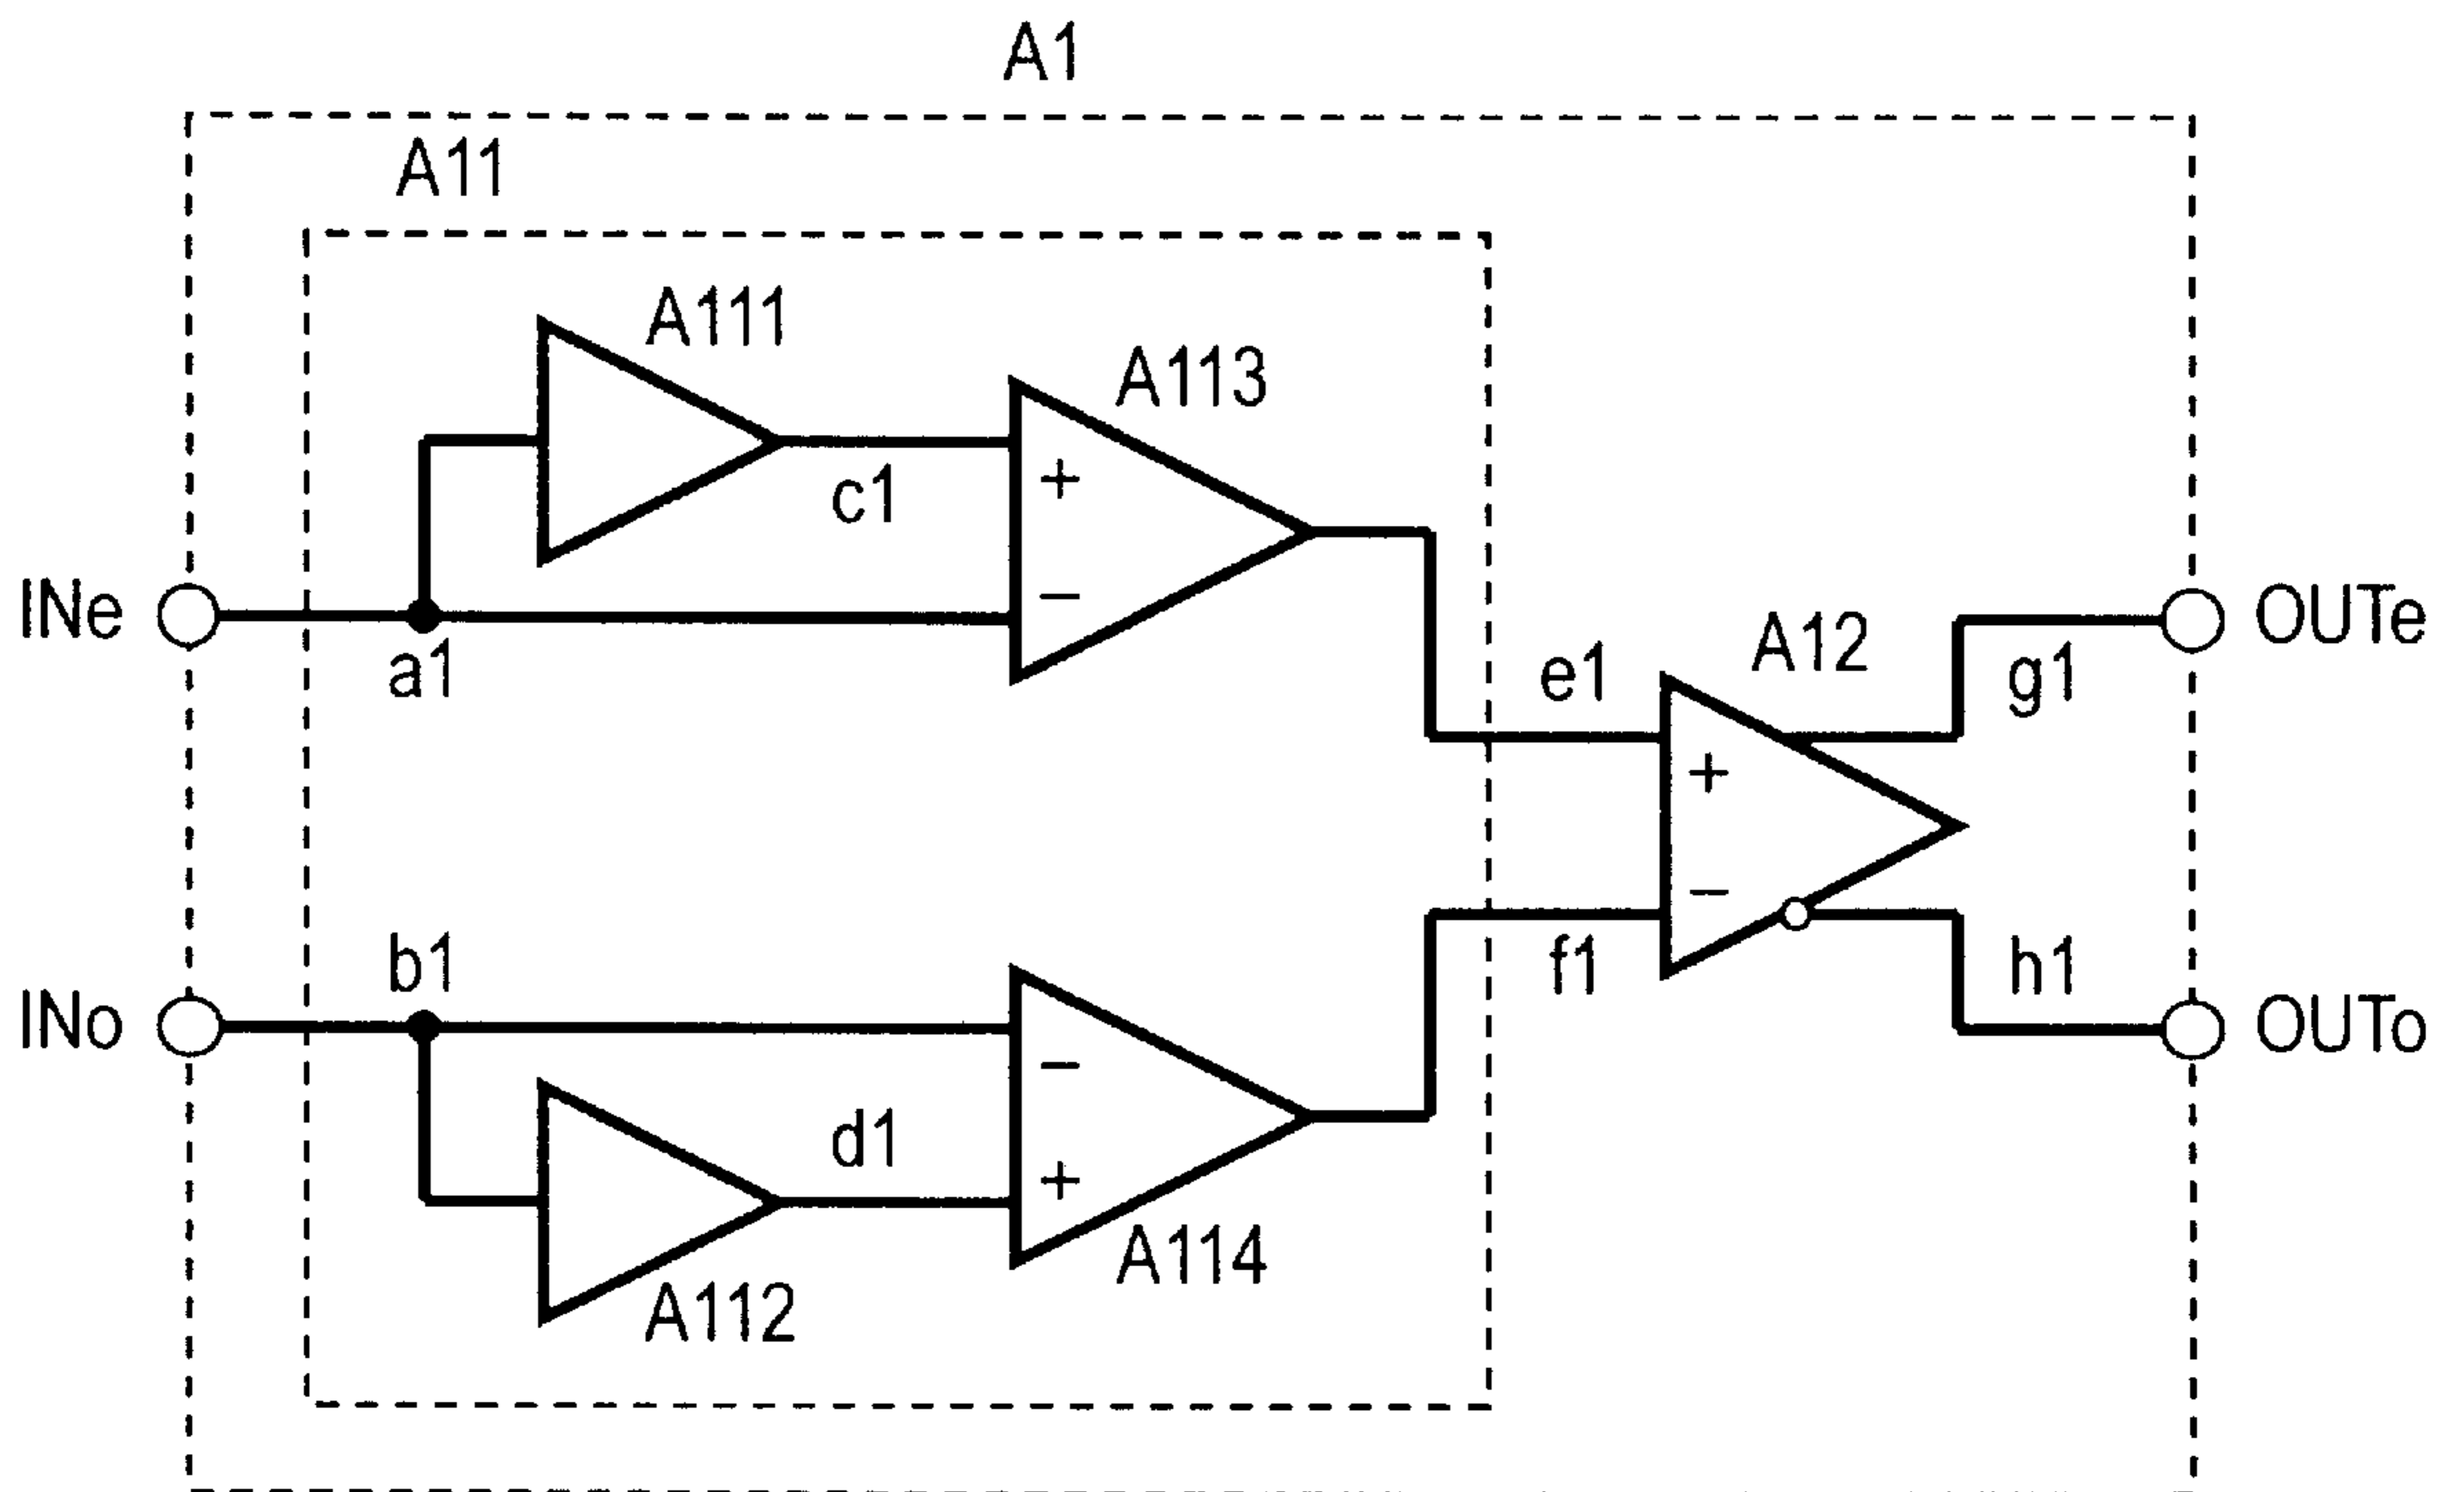 A1
A11
A111
A113
c1
+
−
INe
a1
OUTe
e1
A12
g1
+
−
b1
f1
h1
INo
OUTo
−
d1
+
A114
A112